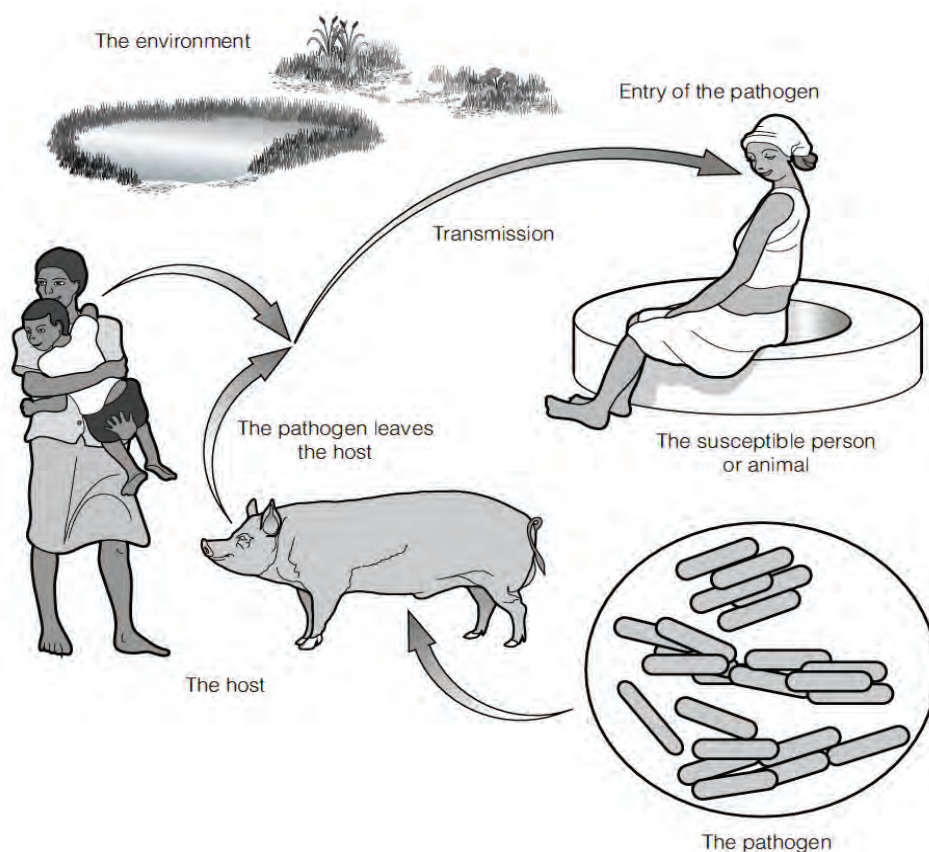 The environment
Entry of the pathogen
Transmission
The pathogen leaves
the host
The susceptible person
or animal
The host
The pathogen